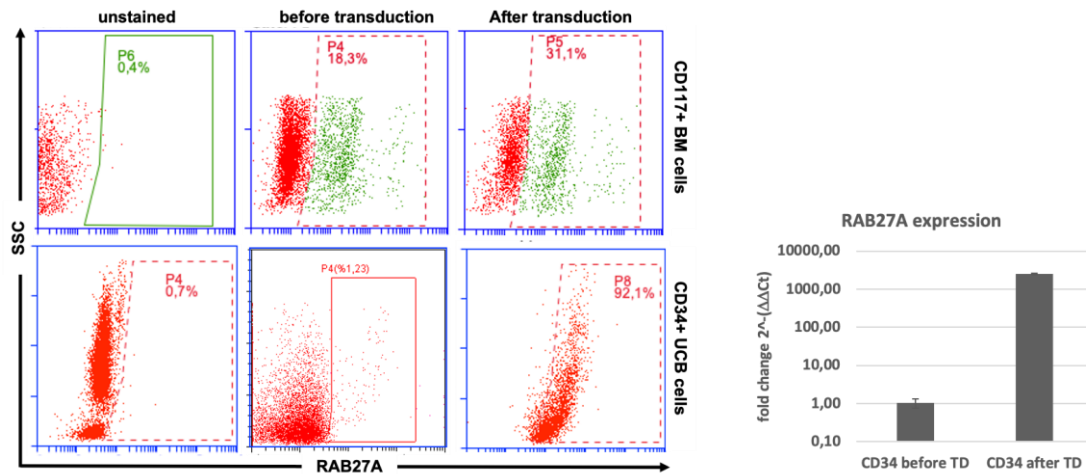 unstained
before transduction
After transduction
P6
0,4%
P4
18,3%
P5
31,1%
CD117+ BM cells
P4
0,7%
P4(%1,23)
P8
92,1%
CD34+ UCB cells
SSC
RAB27A
RAB27A expression
fold change 2^-(ΔΔCt)
10000,00
1000,00
100,00
10,00
1,00
0,10
CD34 before TD
CD34 after TD